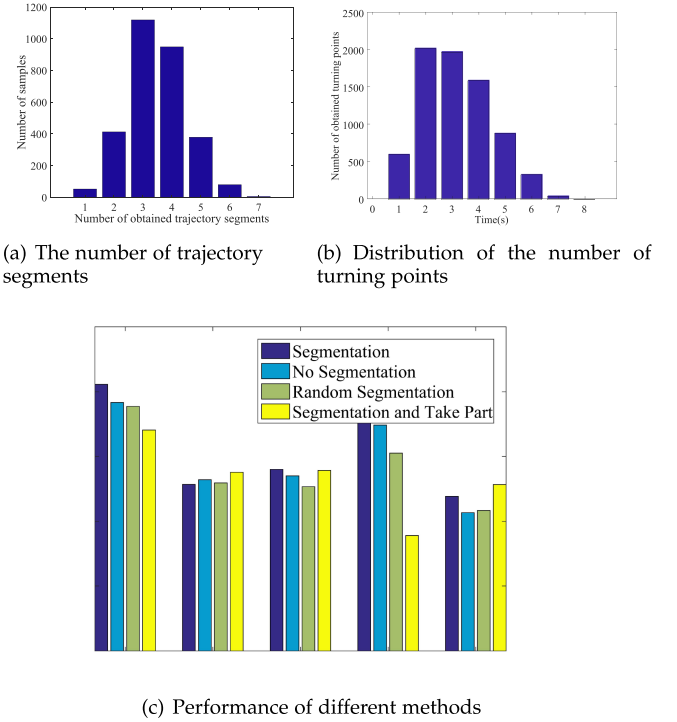 1200
1000
800
600
400
200
0
Number of samples
1 2 3 4 5 6 7
Number of obtained trajectory segments
(a) The number of trajectory
segments
2500
2000
1500
1000
500
0
Number of obtained turning points
0 1 2 3 4 5 6 7 8
Time(s)
(b) Distribution of the number of
turning points
Segmentation
No Segmentation
Random Segmentation
Segmentation and Take Part
(c) Performance of different methods